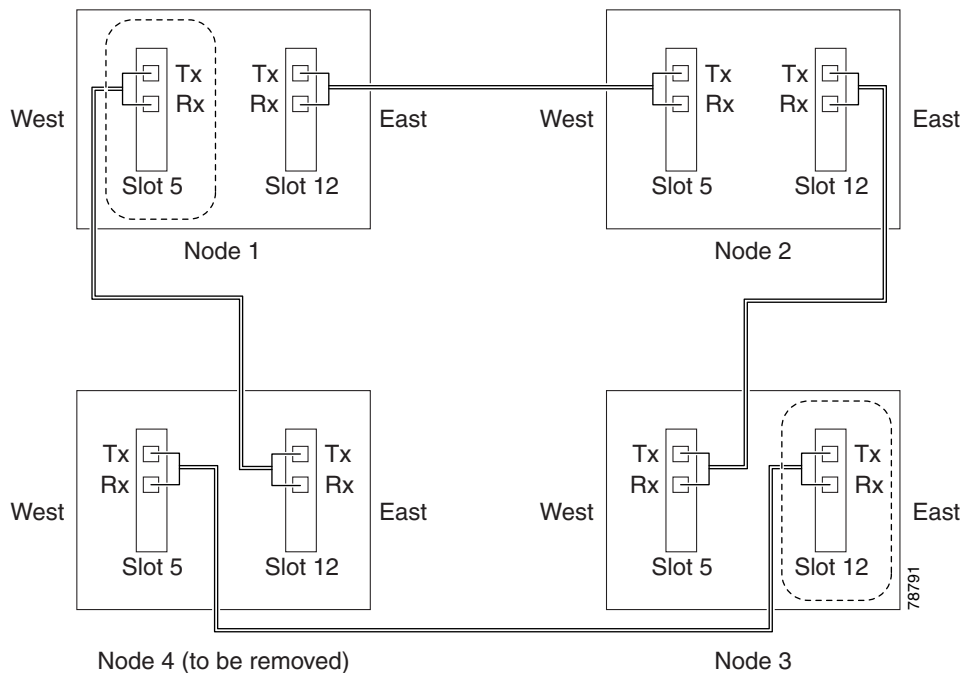 Tx
Tx
Tx
Tx
Rx
Rx
Rx
Rx
West
East
West
East
Slot 5
Slot 12
Slot 5
Slot 12
Node 1
Node 2
Tx
Tx
Tx
Tx
Rx
Rx
Rx
Rx
West
East
West
East
Slot 5
Slot 12
Slot 5
Slot 12
78791
Node 4 (to be removed)
Node 3